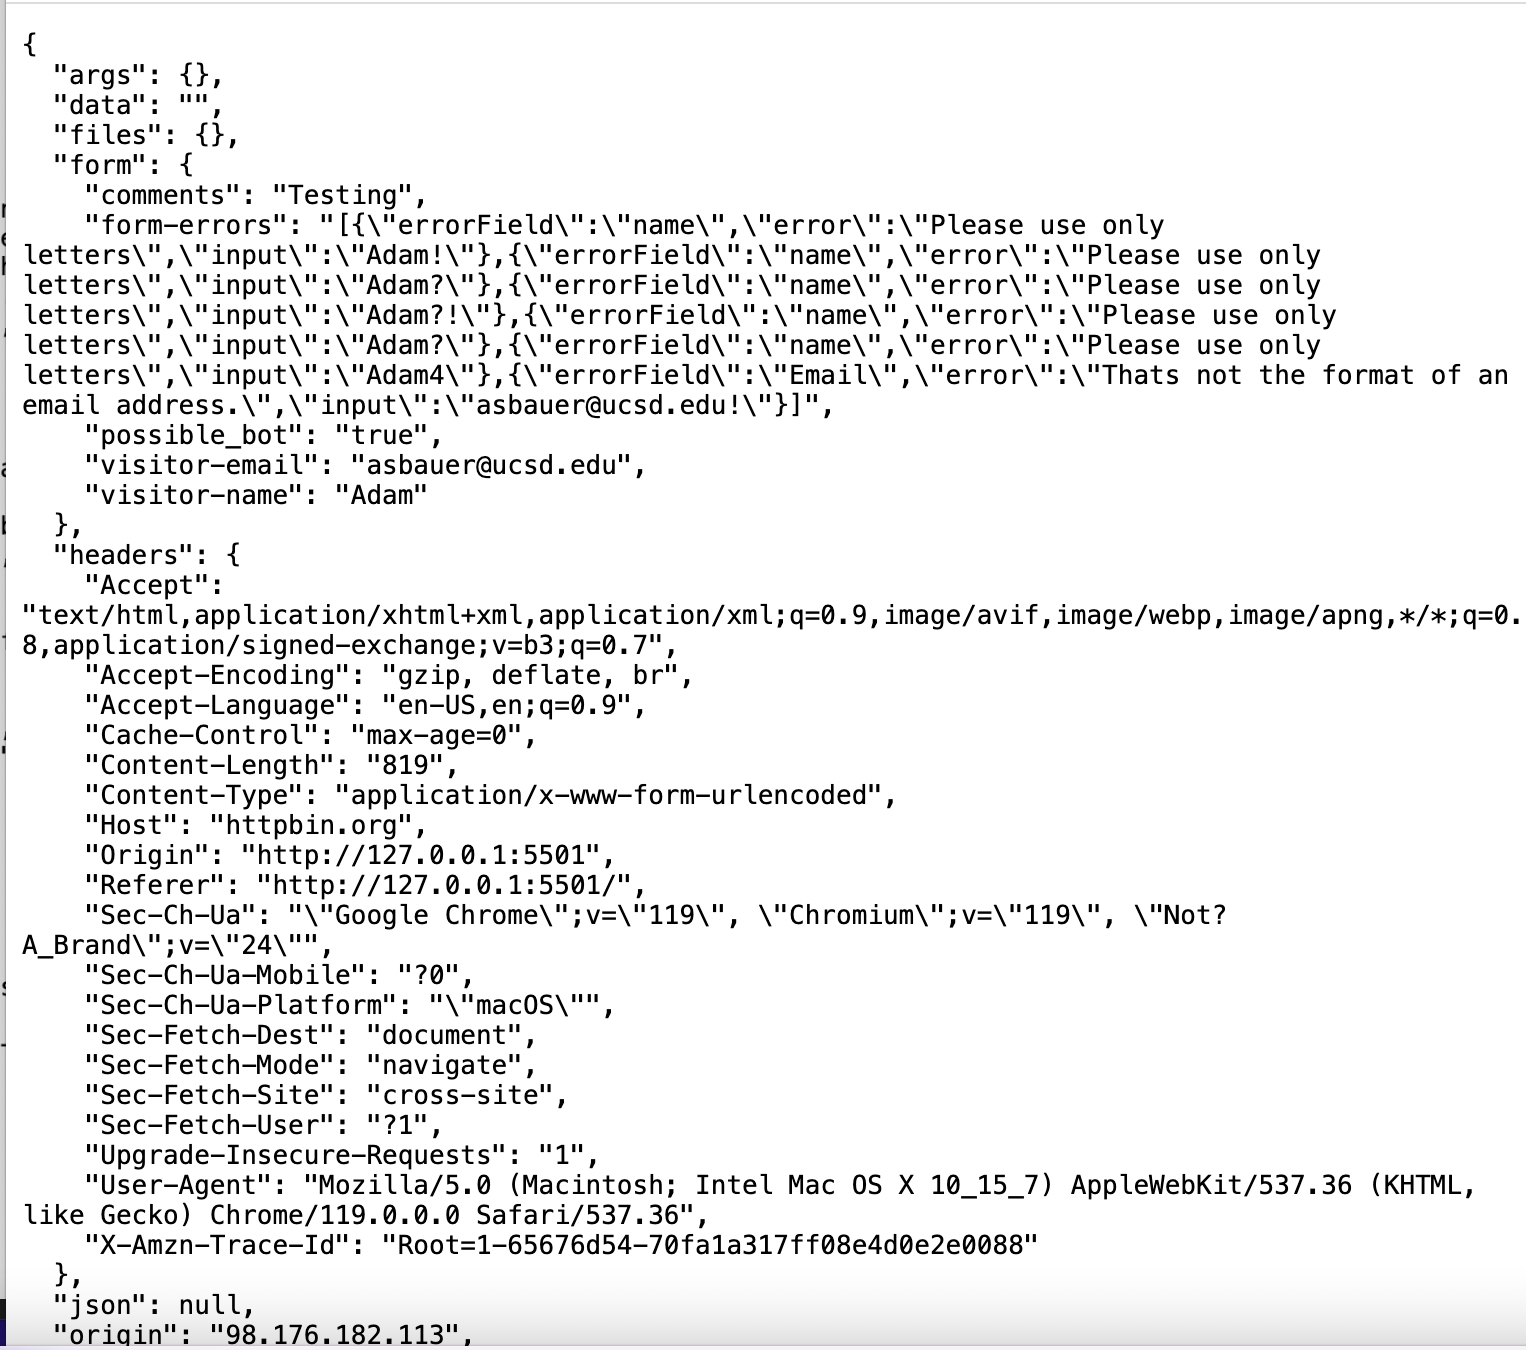 {
  "args": {},
  "data": "",
  "files": {},
  "form": {
    "comments": "Testing",
    "form-errors": "[{\"errorField\":\"name\",\"error\":\"Please use only
letters\",\"input\":\"Adam!\"},{\"errorField\":\"name\",\"error\":\"Please use only
letters\",\"input\":\"Adam?\"},{\"errorField\":\"name\",\"error\":\"Please use only
letters\",\"input\":\"Adam?!\"},{\"errorField\":\"name\",\"error\":\"Please use only
letters\",\"input\":\"Adam?\"},{\"errorField\":\"name\",\"error\":\"Please use only
letters\",\"input\":\"Adam4\"},{\"errorField\":\"Email\",\"error\":\"Thats not the format of an
email address.\",\"input\":\"asbauer@ucsd.edu!\"}]",
    "possible_bot": "true",
    "visitor-email": "asbauer@ucsd.edu",
    "visitor-name": "Adam"
  },
  "headers": {
    "Accept":
"text/html,application/xhtml+xml,application/xml;q=0.9,image/avif,image/webp,image/apng,*/*;q=0.
8,application/signed-exchange;v=b3;q=0.7",
    "Accept-Encoding": "gzip, deflate, br",
    "Accept-Language": "en-US,en;q=0.9",
    "Cache-Control": "max-age=0",
    "Content-Length": "819",
    "Content-Type": "application/x-www-form-urlencoded",
    "Host": "httpbin.org",
    "Origin": "http://127.0.0.1:5501",
    "Referer": "http://127.0.0.1:5501/",
    "Sec-Ch-Ua": "\"Google Chrome\";v=\"119\", \"Chromium\";v=\"119\", \"Not?
A_Brand\";v=\"24\"",
    "Sec-Ch-Ua-Mobile": "?0",
    "Sec-Ch-Ua-Platform": "\"macOS\"",
    "Sec-Fetch-Dest": "document",
    "Sec-Fetch-Mode": "navigate",
    "Sec-Fetch-Site": "cross-site",
    "Sec-Fetch-User": "?1",
    "Upgrade-Insecure-Requests": "1",
    "User-Agent": "Mozilla/5.0 (Macintosh; Intel Mac OS X 10_15_7) AppleWebKit/537.36 (KHTML,
like Gecko) Chrome/119.0.0.0 Safari/537.36",
    "X-Amzn-Trace-Id": "Root=1-65676d54-70fa1a317ff08e4d0e2e0088"
  },
  "json": null,
  "origin": "98.176.182.113",